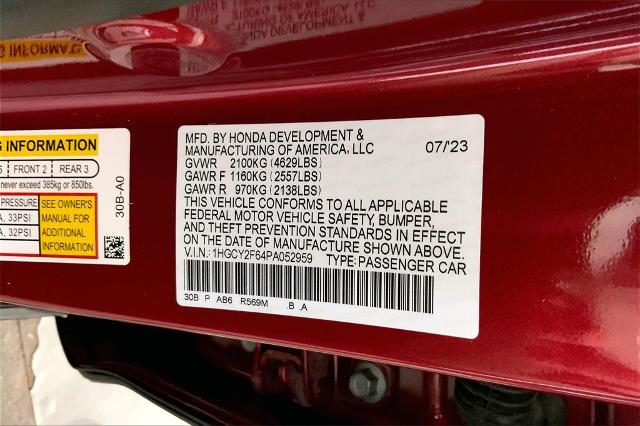 G INFORMATION
5 FRONT 2 REAR 3
never exceed 385kg or 850lbs.
PRESSURE
A, 33PSI
A, 32PSI
SEE OWNER'S
MANUAL FOR
ADDITIONAL
INFORMATION
30B-A0
MFD. BY HONDA DEVELOPMENT &
MANUFACTURING OF AMERICA, LLC 07/'23
GVWR 2100KG (4629LBS)
GAWR F 1160KG (2557LBS)
GAWR R 970KG (2138LBS)
THIS VEHICLE CONFORMS TO ALL APPLICABLE
FEDERAL MOTOR VEHICLE SAFETY, BUMPER,
AND THEFT PREVENTION STANDARDS IN EFFECT
ON THE DATE OF MANUFACTURE SHOWN ABOVE.
V.I.N.: 1HGCY2F64PA052959 TYPE: PASSENGER CAR
30B P AB6 R569M .B .A